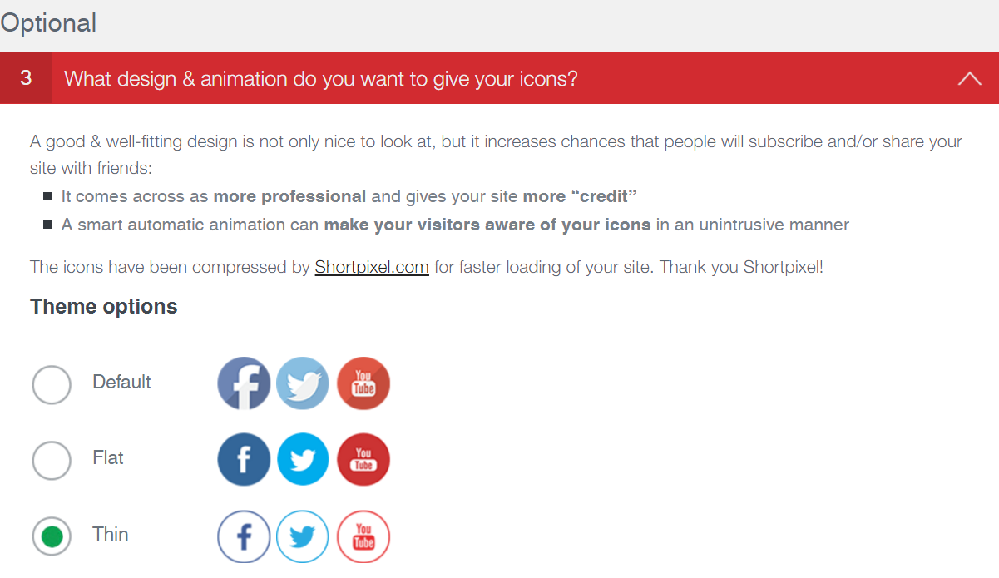 Optional
3 What design & animation do you want to give your icons?
A good & well-fitting design is not only nice to look at, but it increases chances that people will subscribe and/or share your
site with friends:
It comes across as more professional and gives your site more “credit”
A smart automatic animation can make your visitors aware of your icons in an unintrusive manner
The icons have been compressed by Shortpixel.com for faster loading of your site. Thank you Shortpixel!
Theme options
Default f You
Tube
Flat f You
Tube
Thin f You
Tube